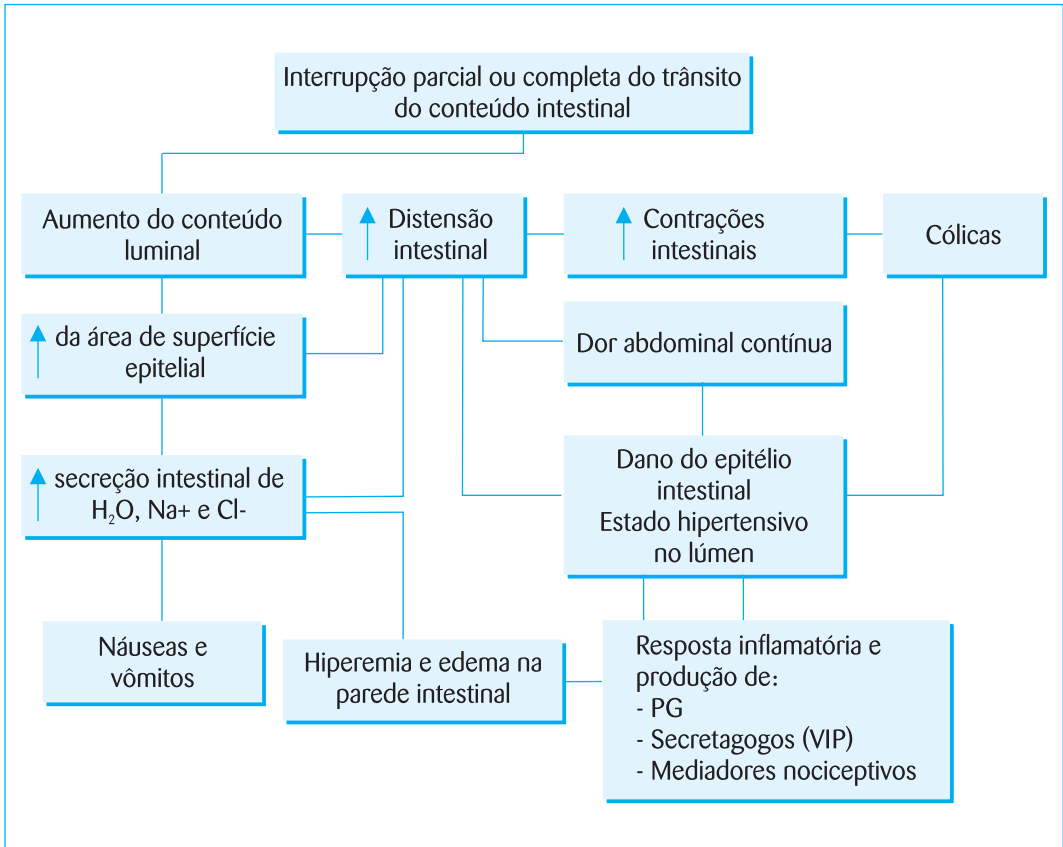 Interrupção parcial ou completa do trânsito
do conteúdo intestinal
Aumento do conteúdo
luminal
Distensão
intestinal
Contrações
intestinais
Cólicas
da área de superfície
epitelial
Dor abdominal contínua
secreção intestinal de
H₂O, Na+ e Cl-
Dano do epitélio
intestinal
Estado hipertensivo
no lúmen
Náuseas e
vômitos
Hiperemia e edema na
parede intestinal
Resposta inflamatória e
produção de:
- PG
- Secretagogos (VIP)
- Mediadores nociceptivos